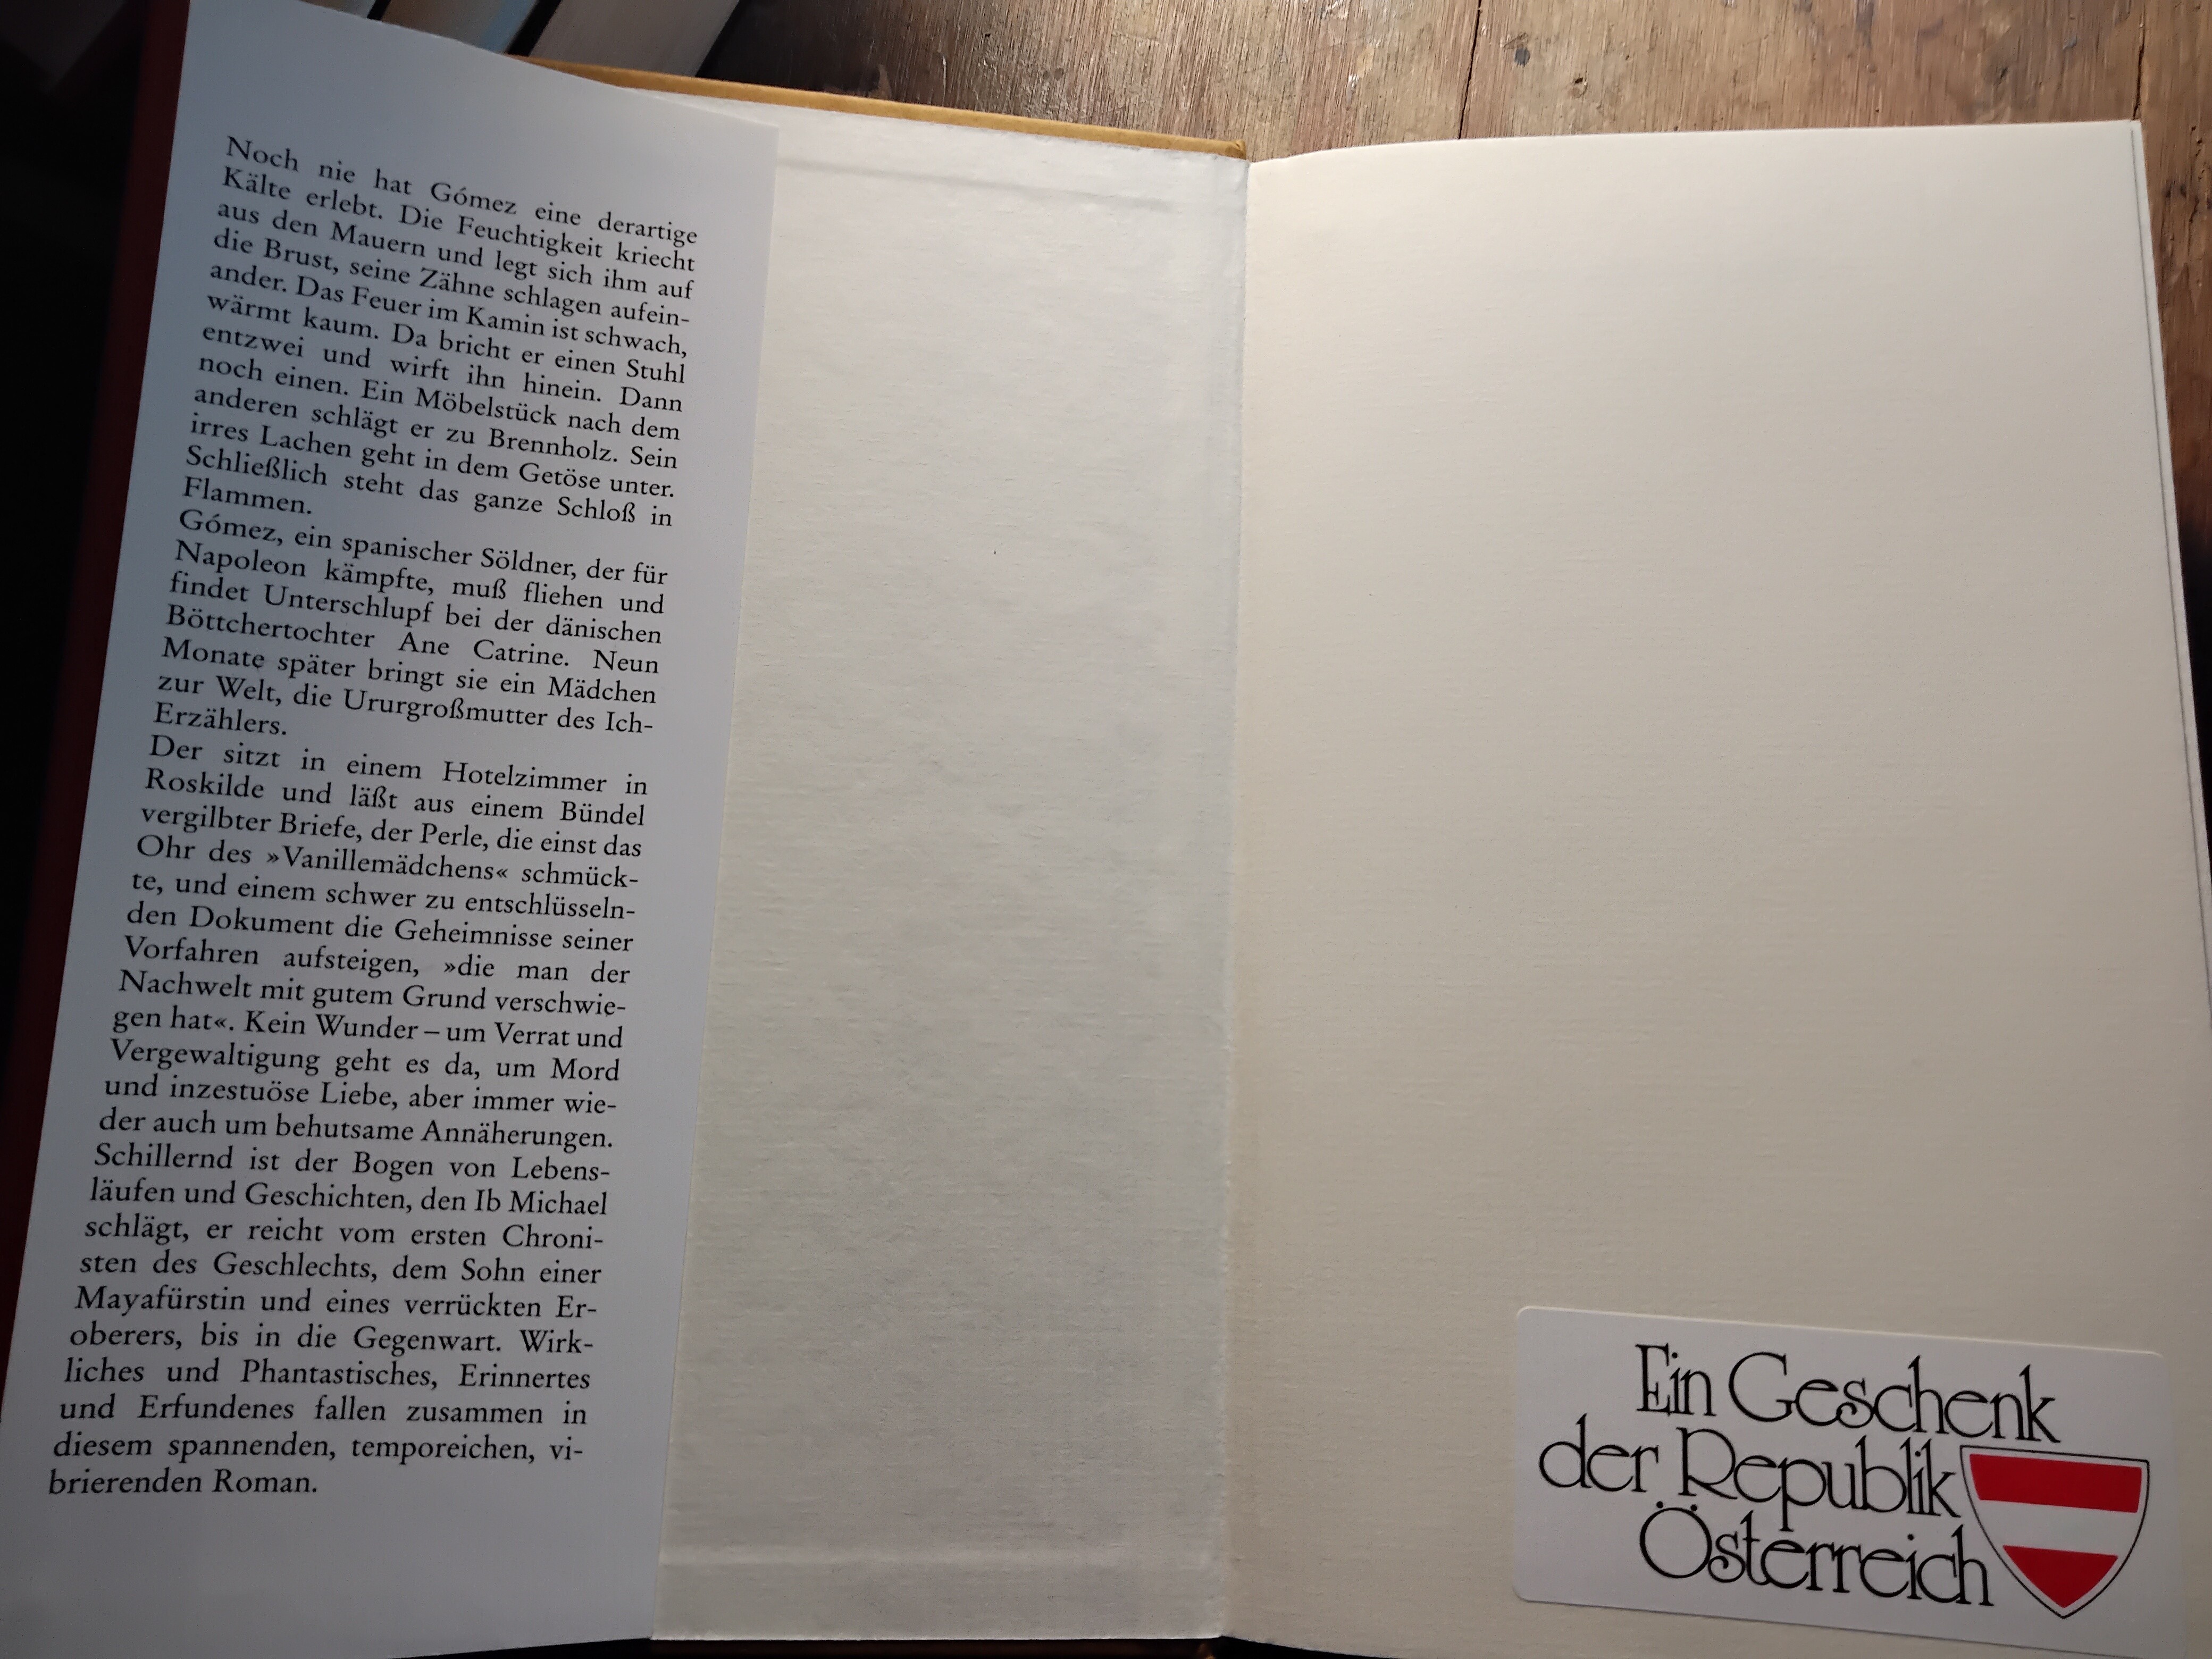 Noch nie hat Gómez eine derartige
Kälte erlebt. Die Feuchtigkeit kriecht
aus den Mauern und legt sich ihm auf
die Brust, seine Zähne schlagen aufein-
ander. Das Feuer im Kamin ist schwach,
wärmt kaum. Da bricht er einen Stuhl
entzwei und wirft ihn hinein. Dann
noch einen. Ein Möbelstück nach dem
anderen schlägt er zu Brennholz. Sein
irres Lachen geht in dem Getöse unter.
Schließlich steht das ganze Schloß in
Flammen.
Gómez, ein spanischer Söldner, der für
Napoleon kämpfte, muß fliehen und
findet Unterschlupf bei der dänischen
Böttchertochter Ane Catrine. Neun
Monate später bringt sie ein Mädchen
zur Welt, die Ururgroßmutter des Ich-
Erzählers.
Der sitzt in einem Hotelzimmer in
Roskilde und läßt aus einem Bündel
vergilbter Briefe, der Perle, die einst das
Ohr des »Vanillemädchens« schmück-
te, und einem schwer zu entschlüsseln-
den Dokument die Geheimnisse seiner
Vorfahren aufsteigen, »die man der
Nachwelt mit gutem Grund verschwie-
gen hat«. Kein Wunder – um Verrat und
Vergewaltigung geht es da, um Mord
und inzestuöse Liebe, aber immer wie-
der auch um behutsame Annäherungen.
Schillernd ist der Bogen von Lebens-
läufen und Geschichten, den Ib Michael
schlägt, er reicht vom ersten Chroni-
sten des Geschlechts, dem Sohn einer
Mayafürstin und eines verrückten Er-
oberers, bis in die Gegenwart. Wirk-
liches und Phantastisches, Erinnertes
und Erfundenes fallen zusammen in
diesem spannenden, temporeichen, vi-
brierenden Roman.
Ein Geschenk
der Republik
Österreich